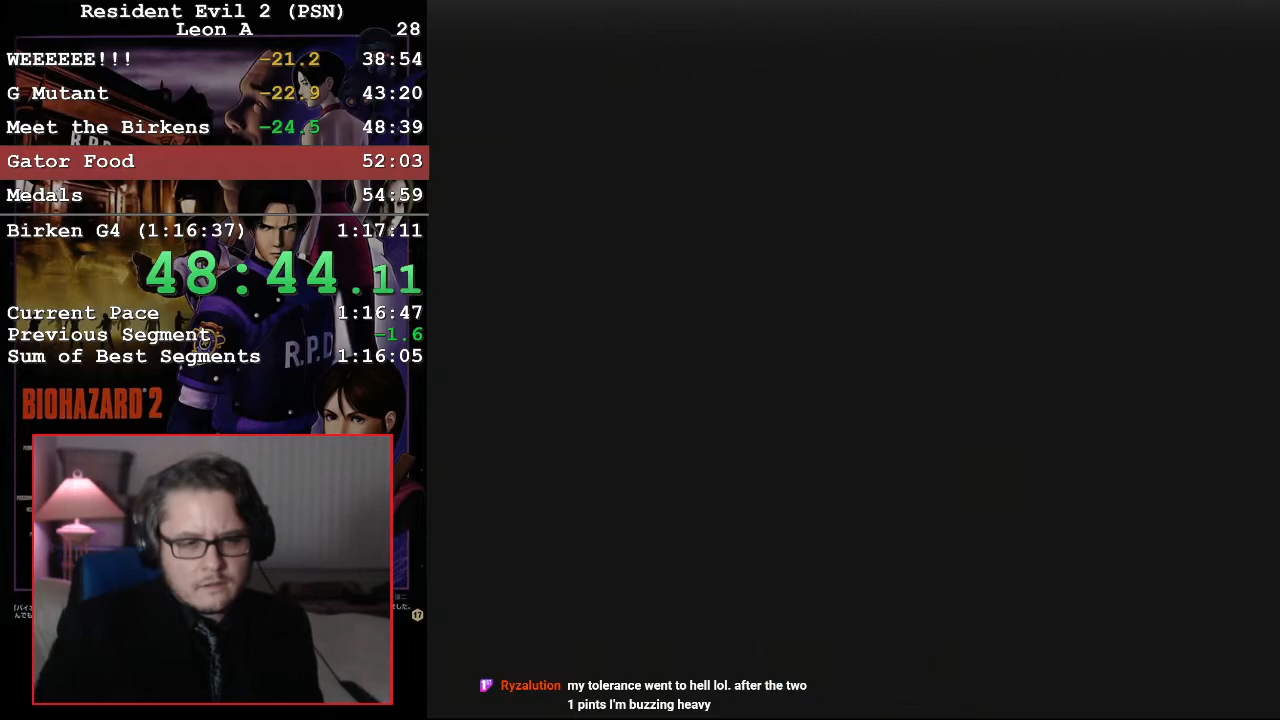 Resident Evil 2 (PSN)
Leon A 28
WEEEEEE!!! -21.2 38:54
G Mutant -22.9 43:20
Meet the Birkens -24.5 48:39
Gator Food 52:03
Medals 54:59
Birken G4 (1:16:37) 1:17:11
48:44.11
Current Pace 1:16:47
Previous Segment -1.6
Sum of Best Segments 1:16:05
R.P.D
BIOHAZARD 2
17
Ryzalution my tolerance went to hell lol. after the two
1 pints I'm buzzing heavy